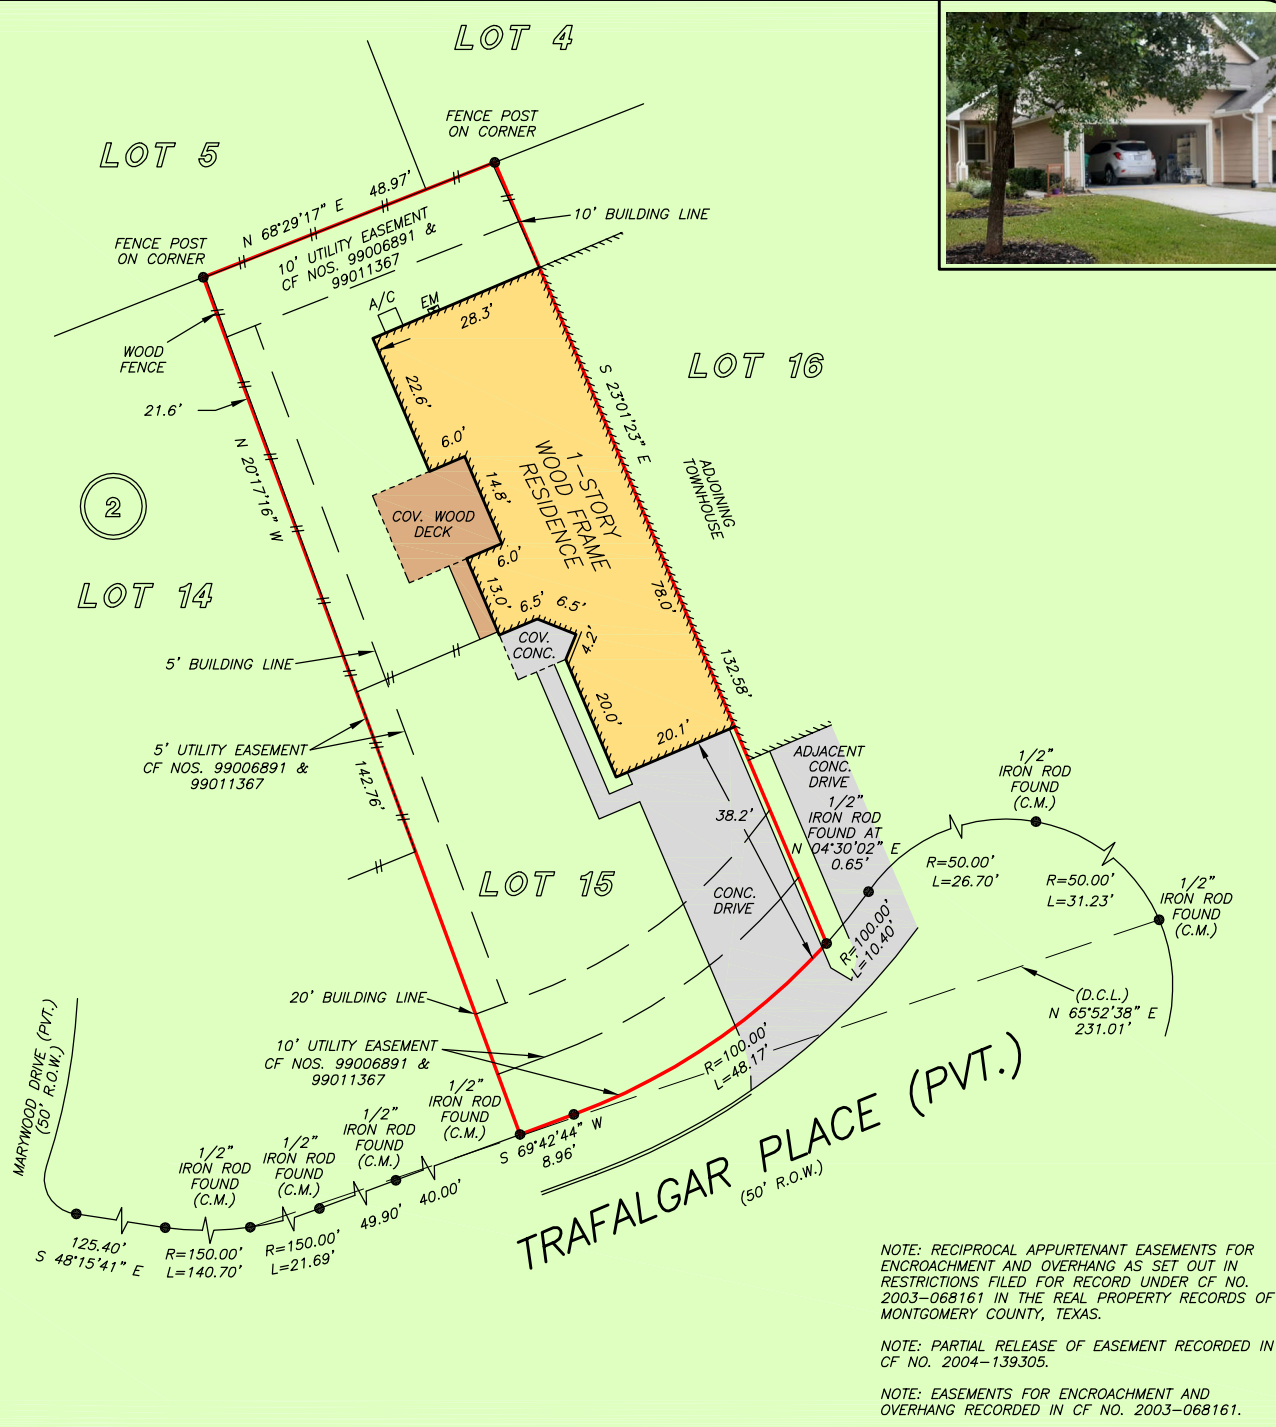 LOT 4
FENCE POST
ON CORNER
LOT 5
N 68°29'17" E
48.97'
10' UTILITY EASEMENT
CF NOS. 99006891 &
99011367
10' BUILDING LINE
FENCE POST
ON CORNER
A/C
EM
28.3'
WOOD
FENCE
21.6'
22.6'
LOT 16
S 23°01'23" E
N 20°17'16" W
6.0'
14.8'
1-STORY
WOOD FRAME
RESIDENCE
ADJOINING
TOWNHOUSE
2
COV. WOOD
DECK
6.0'
13.0'
78.0'
LOT 14
6.5'
6.5'
COV.
CONC.
4.2'
5' BUILDING LINE
132.58'
20.0'
20.1'
5' UTILITY EASEMENT
CF NOS. 99006891 &
99011367
142.76'
ADJACENT
CONC.
DRIVE
1/2"
IRON ROD
FOUND AT
N 04°30'02" E
0.65'
38.2'
1/2"
IRON ROD
FOUND
(C.M.)
R=50.00'
L=26.70'
R=50.00'
L=31.23'
1/2"
IRON ROD
FOUND
(C.M.)
LOT 15
CONC.
DRIVE
R=100.00'
L=10.40'
20' BUILDING LINE
(D.C.L.)
N 65°52'38" E
231.01'
10' UTILITY EASEMENT
CF NOS. 99006891 &
99011367
R=100.00'
L=48.17'
MARYWOOD DRIVE (PVT.)
(50' R.O.W.)
1/2"
IRON ROD
FOUND
(C.M.)
1/2"
IRON ROD
FOUND
(C.M.)
1/2"
IRON ROD
FOUND
(C.M.)
1/2"
IRON ROD
FOUND
(C.M.)
S 69°42'44" W
8.96'
40.00'
49.90'
R=150.00'
L=21.69'
R=150.00'
L=140.70'
125.40'
S 48°15'41" E
TRAFALGAR PLACE (PVT.)
(50' R.O.W.)
NOTE: RECIPROCAL APPURTENANT EASEMENTS FOR
ENCROACHMENT AND OVERHANG AS SET OUT IN
RESTRICTIONS FILED FOR RECORD UNDER CF NO.
2003-068161 IN THE REAL PROPERTY RECORDS OF
MONTGOMERY COUNTY, TEXAS.
NOTE: PARTIAL RELEASE OF EASEMENT RECORDED IN
CF NO. 2004-139305.
NOTE: EASEMENTS FOR ENCROACHMENT AND
OVERHANG RECORDED IN CF NO. 2003-068161.